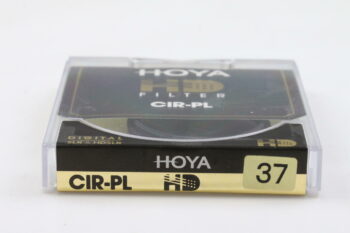 HOYA
HD
FILTER
CIR-PL
DIGITAL
HOYA
CIR-PL HD 37